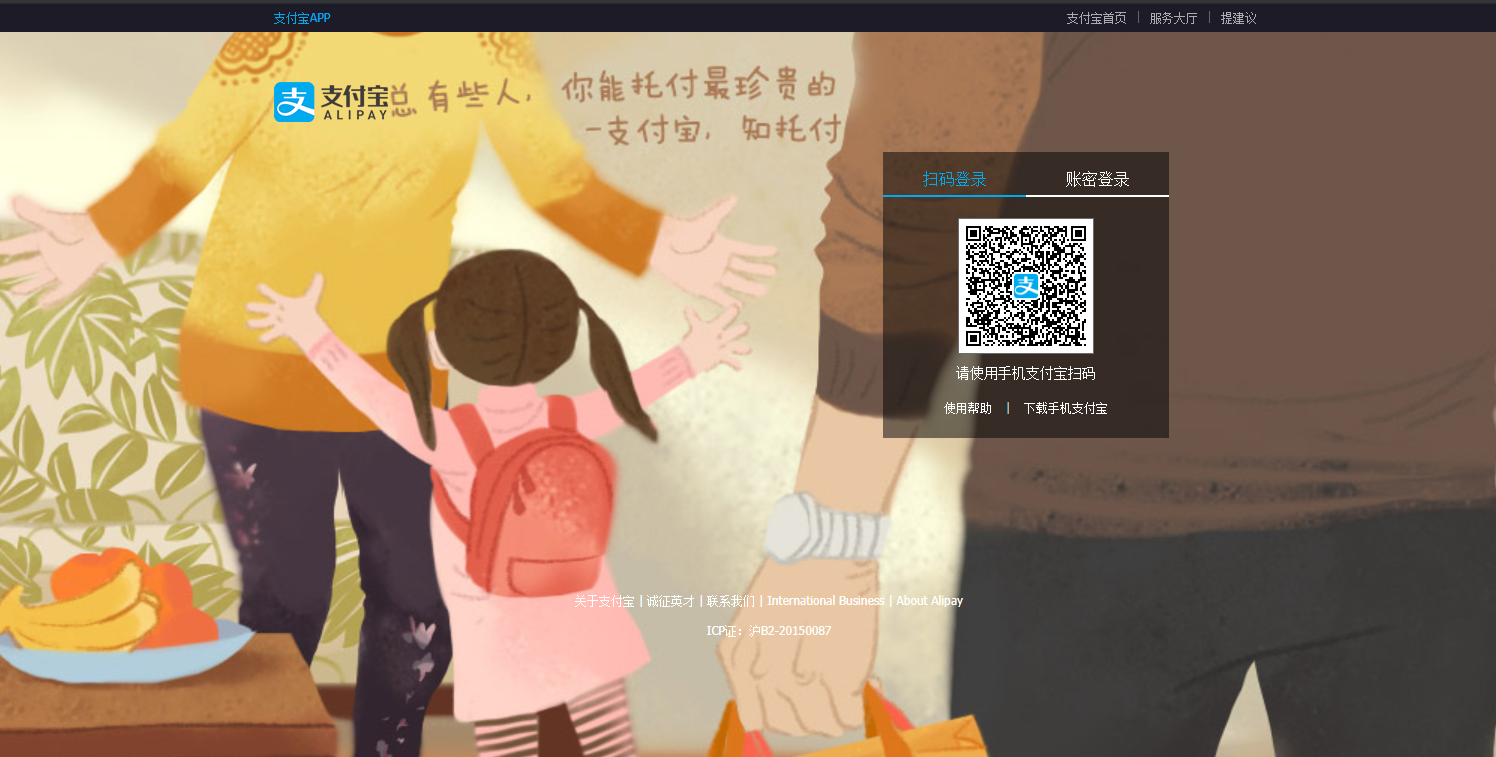 支付宝APP
支付宝首页 | 服务大厅 | 提建议
支付宝
ALIPAY
总有些人，你能托付最珍贵的
-支付宝，知托付
扫码登录 账密登录
支
请使用手机支付宝扫码
使用帮助 | 下载手机支付宝
关于支付宝 | 诚征英才 | 联系我们 | International Business | About Alipay
ICP证：沪B2-20150087